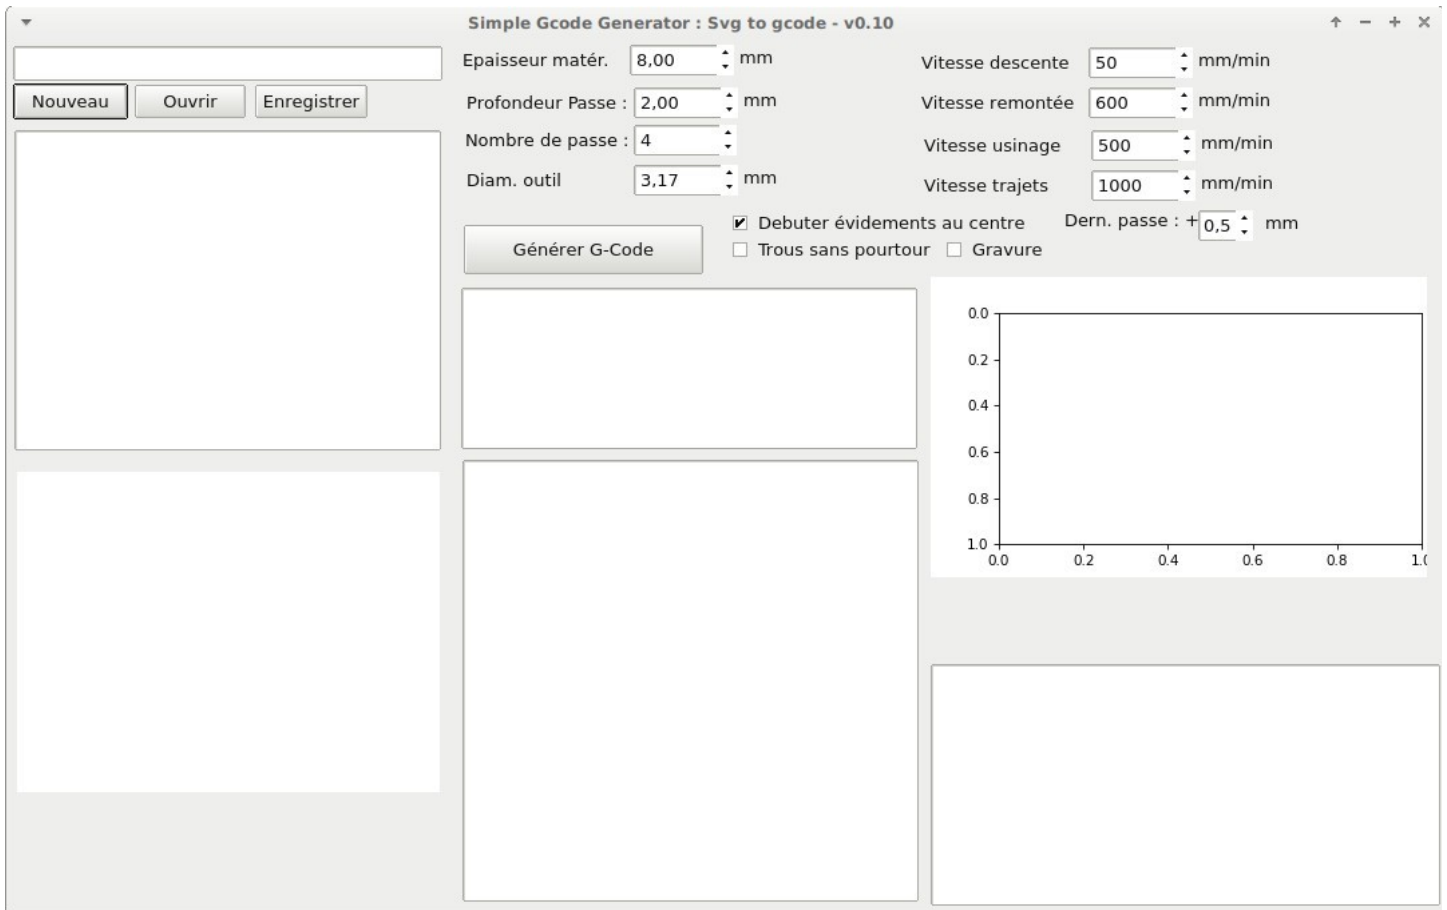 Simple Gcode Generator : Svg to gcode - v0.10
Nouveau Ouvrir Enregistrer
Epaisseur matér. 8,00 mm
Profondeur Passe : 2,00 mm
Nombre de passe : 4
Diam. outil 3,17 mm
Vitesse descente 50 mm/min
Vitesse remontée 600 mm/min
Vitesse usinage 500 mm/min
Vitesse trajets 1000 mm/min
Générer G-Code
Debuter évidements au centre Dern. passe : + 0,5 mm
Trous sans pourtour Gravure
0.0
0.2
0.4
0.6
0.8
1.0
0.0 0.2 0.4 0.6 0.8 1.0